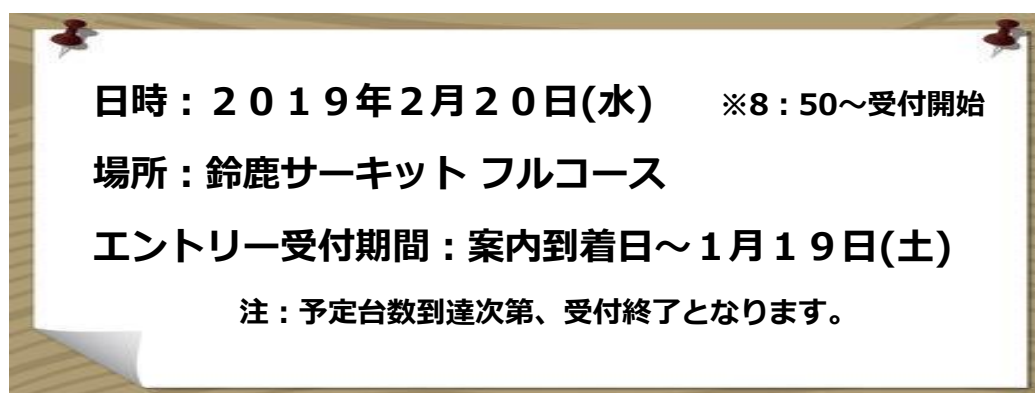 日時：２０１９年２月２０日(水)　※8：50～受付開始
場所：鈴鹿サーキット フルコース
エントリー受付期間：案内到着日～１月１９日(土)
注：予定台数到達次第、受付終了となります。